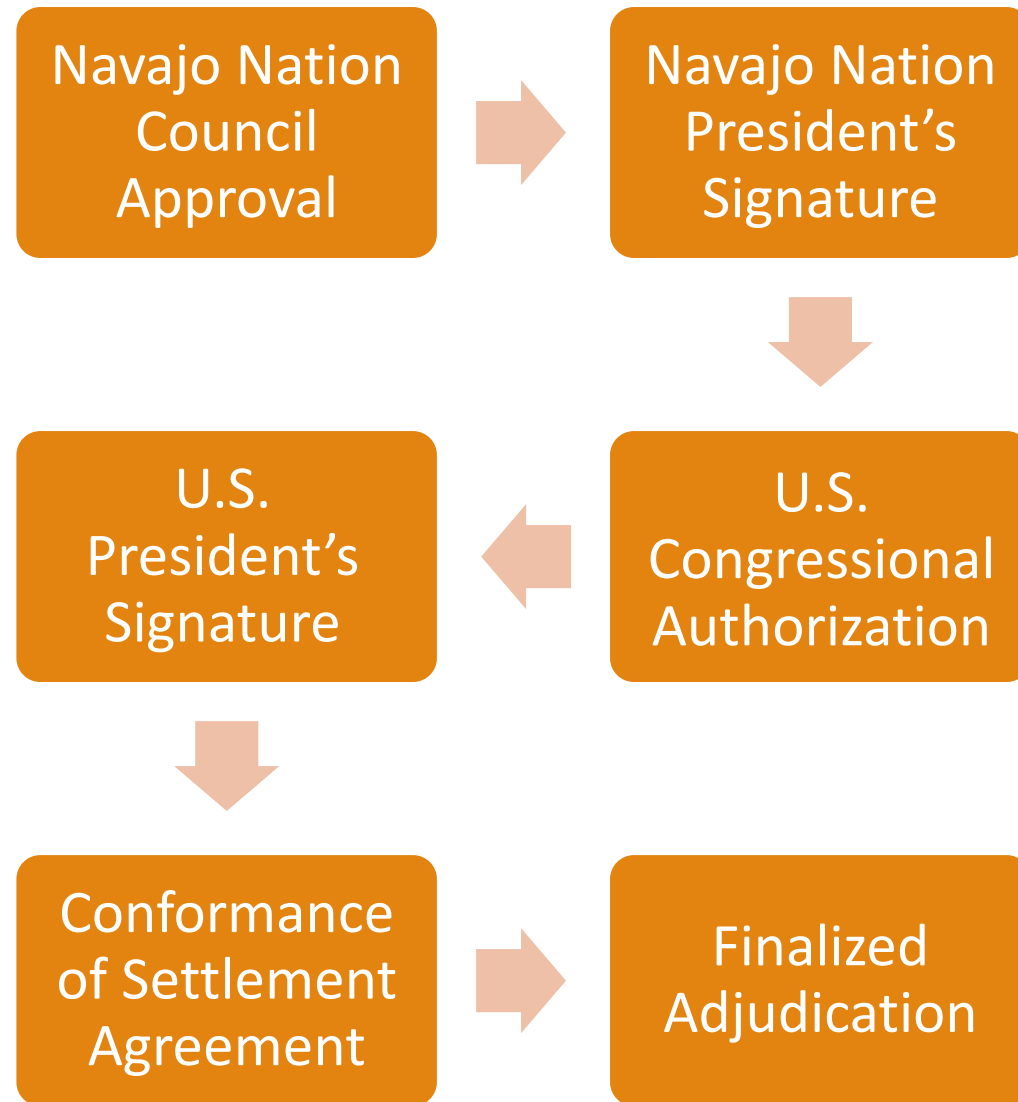 Navajo Nation
Council
Approval
Navajo Nation
President’s
Signature
U.S.
Congressional
Authorization
U.S.
President’s
Signature
Conformance
of Settlement
Agreement
Finalized
Adjudication